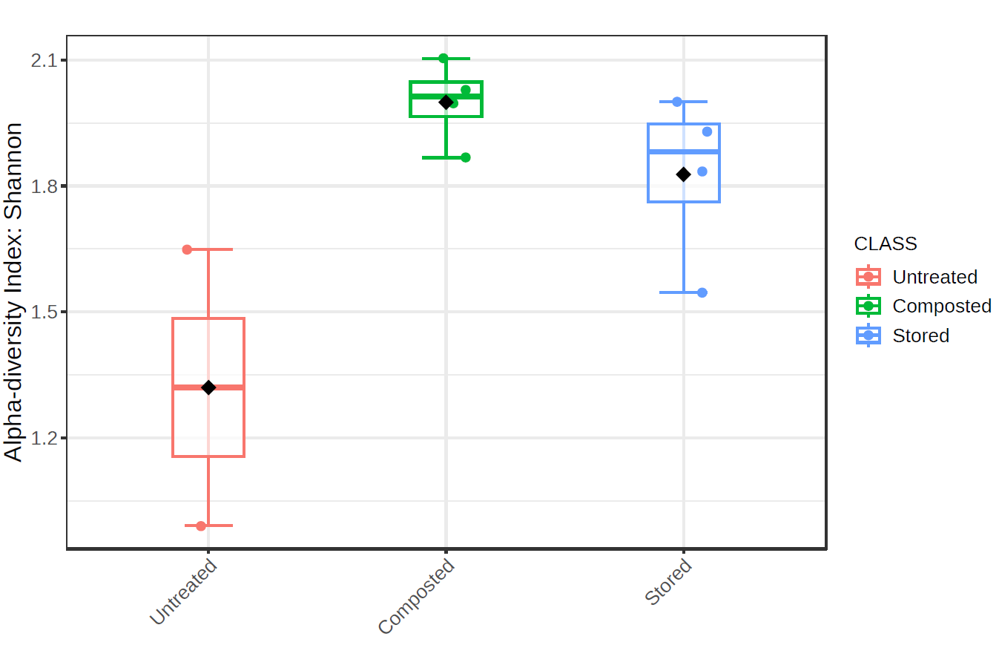 Alpha-diversity Index: Shannon
2.1
1.8
1.5
1.2
Untreated
Composted
Stored
CLASS
Untreated
Composted
Stored